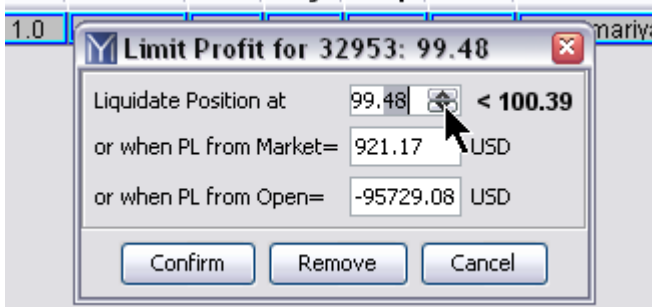 1.0
Limit Profit for 32953: 99.48
Liquidate Position at 99.48 < 100.39
or when PL from Market= 921.17 USD
or when PL from Open= -95729.08 USD
Confirm Remove Cancel